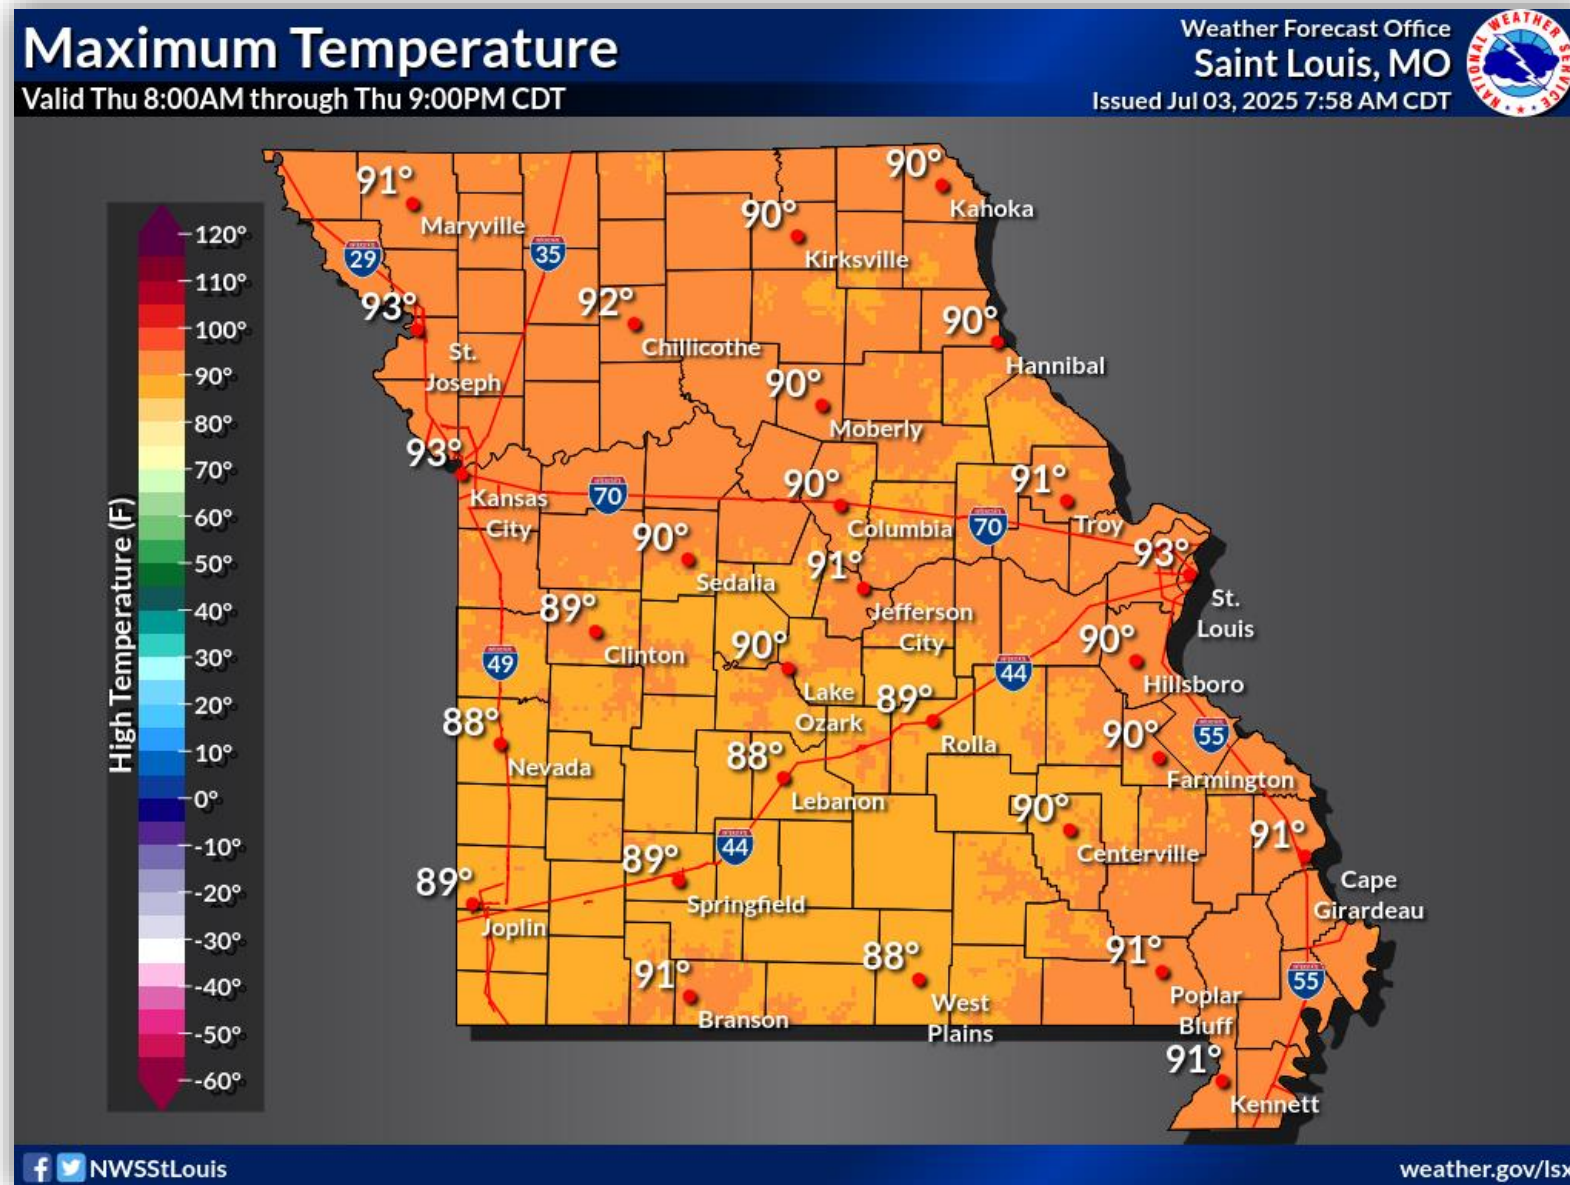 Maximum Temperature
Valid Thu 8:00AM through Thu 9:00PM CDT
Weather Forecast Office
Saint Louis, MO
Issued Jul 03, 2025 7:58 AM CDT
NATIONAL WEATHER SERVICE
High Temperature (F)
120°
110°
100°
90°
80°
70°
60°
50°
40°
30°
20°
10°
0°
-10°
-20°
-30°
-40°
-50°
-60°
91°
Maryville
90°
Kahoka
90°
Kirksville
29
35
93°
St.
Joseph
92°
Chillicothe
90°
Hannibal
90°
Moberly
93°
Kansas
City
70
90°
Columbia
91°
Troy
70
90°
Sedalia
91°
Jefferson
City
93°
St.
Louis
89°
Clinton
49
90°
Lake
Ozark
90°
Hillsboro
44
89°
Rolla
88°
Nevada
88°
Lebanon
90°
Farmington
55
90°
Centerville
91°
Cape
Girardeau
44
89°
Springfield
89°
Joplin
91°
Branson
88°
West
Plains
91°
Poplar
Bluff
55
91°
Kennett
NWSStLouis
weather.gov/lsx